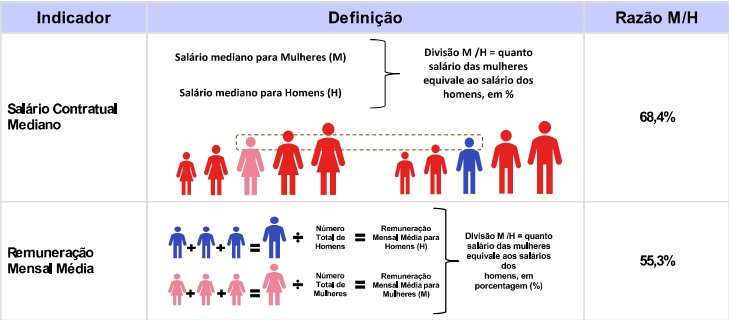 Indicador
Definição
Razão M/H
Salário Contratual
Mediano
Salário mediano para Mulheres (M)
Salário mediano para Homens (H)
Divisão M /H = quanto
salário das mulheres
equivale ao salário dos
homens, em %
68,4%
Remuneração
Mensal Média
+ + + = ÷
Número
Total de
Homens
=
Remuneração
Mensal Média para
Homens (H)
+ + + = ÷
Número
Total de
Mulheres
=
Remuneração
Mensal Média para
Mulheres (M)
Divisão M /H = quanto
salário das mulheres
equivale aos salários
dos
homens, em
porcentagem (%)
55,3%